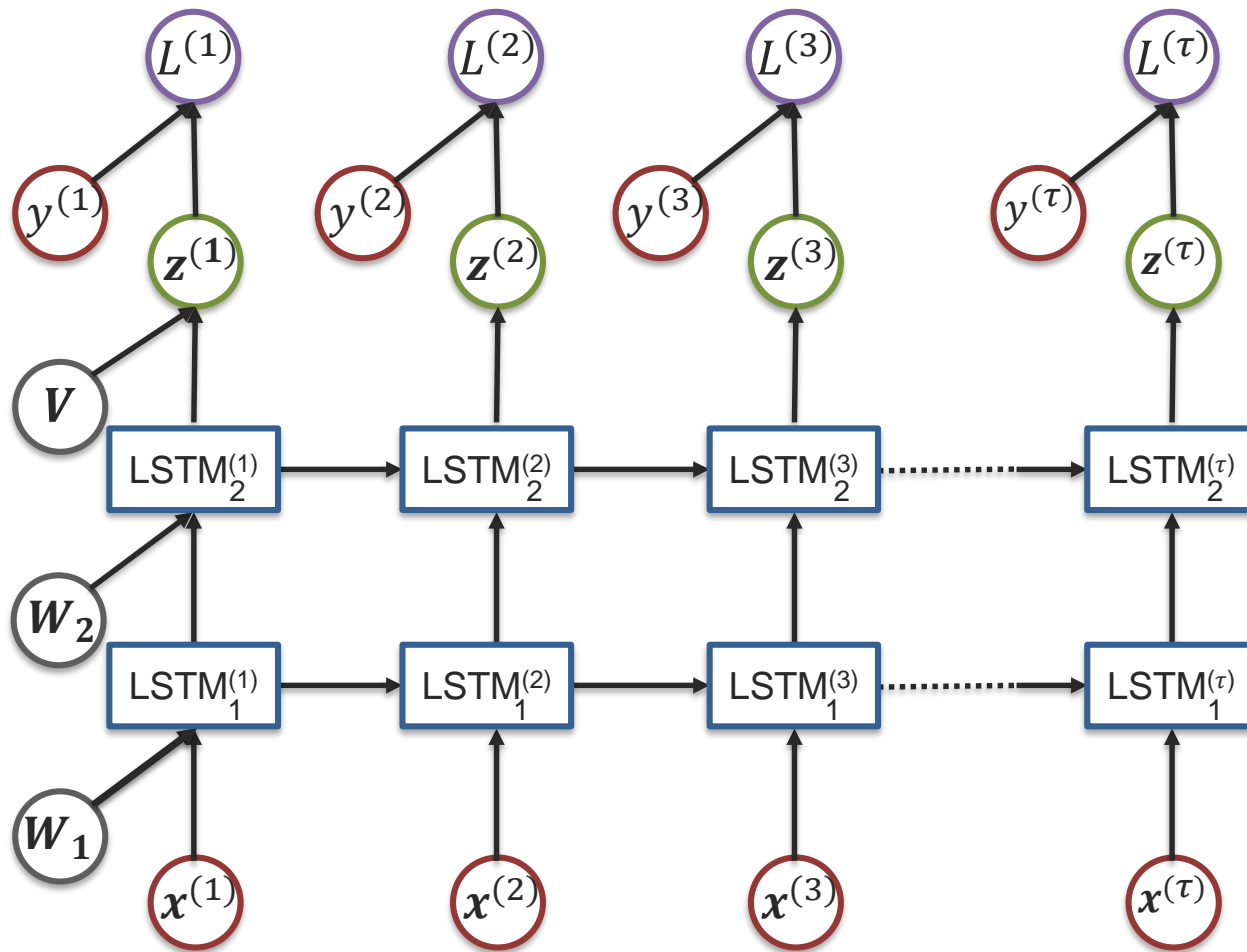 L^(1) L^(2) L^(3) L^(τ)
y^(1) y^(2) y^(3) y^(τ)
z^(1) z^(2) z^(3) z^(τ)
V
LSTM_2^(1) LSTM_2^(2) LSTM_2^(3) LSTM_2^(τ)
W_2
LSTM_1^(1) LSTM_1^(2) LSTM_1^(3) LSTM_1^(τ)
W_1
x^(1) x^(2) x^(3) x^(τ)